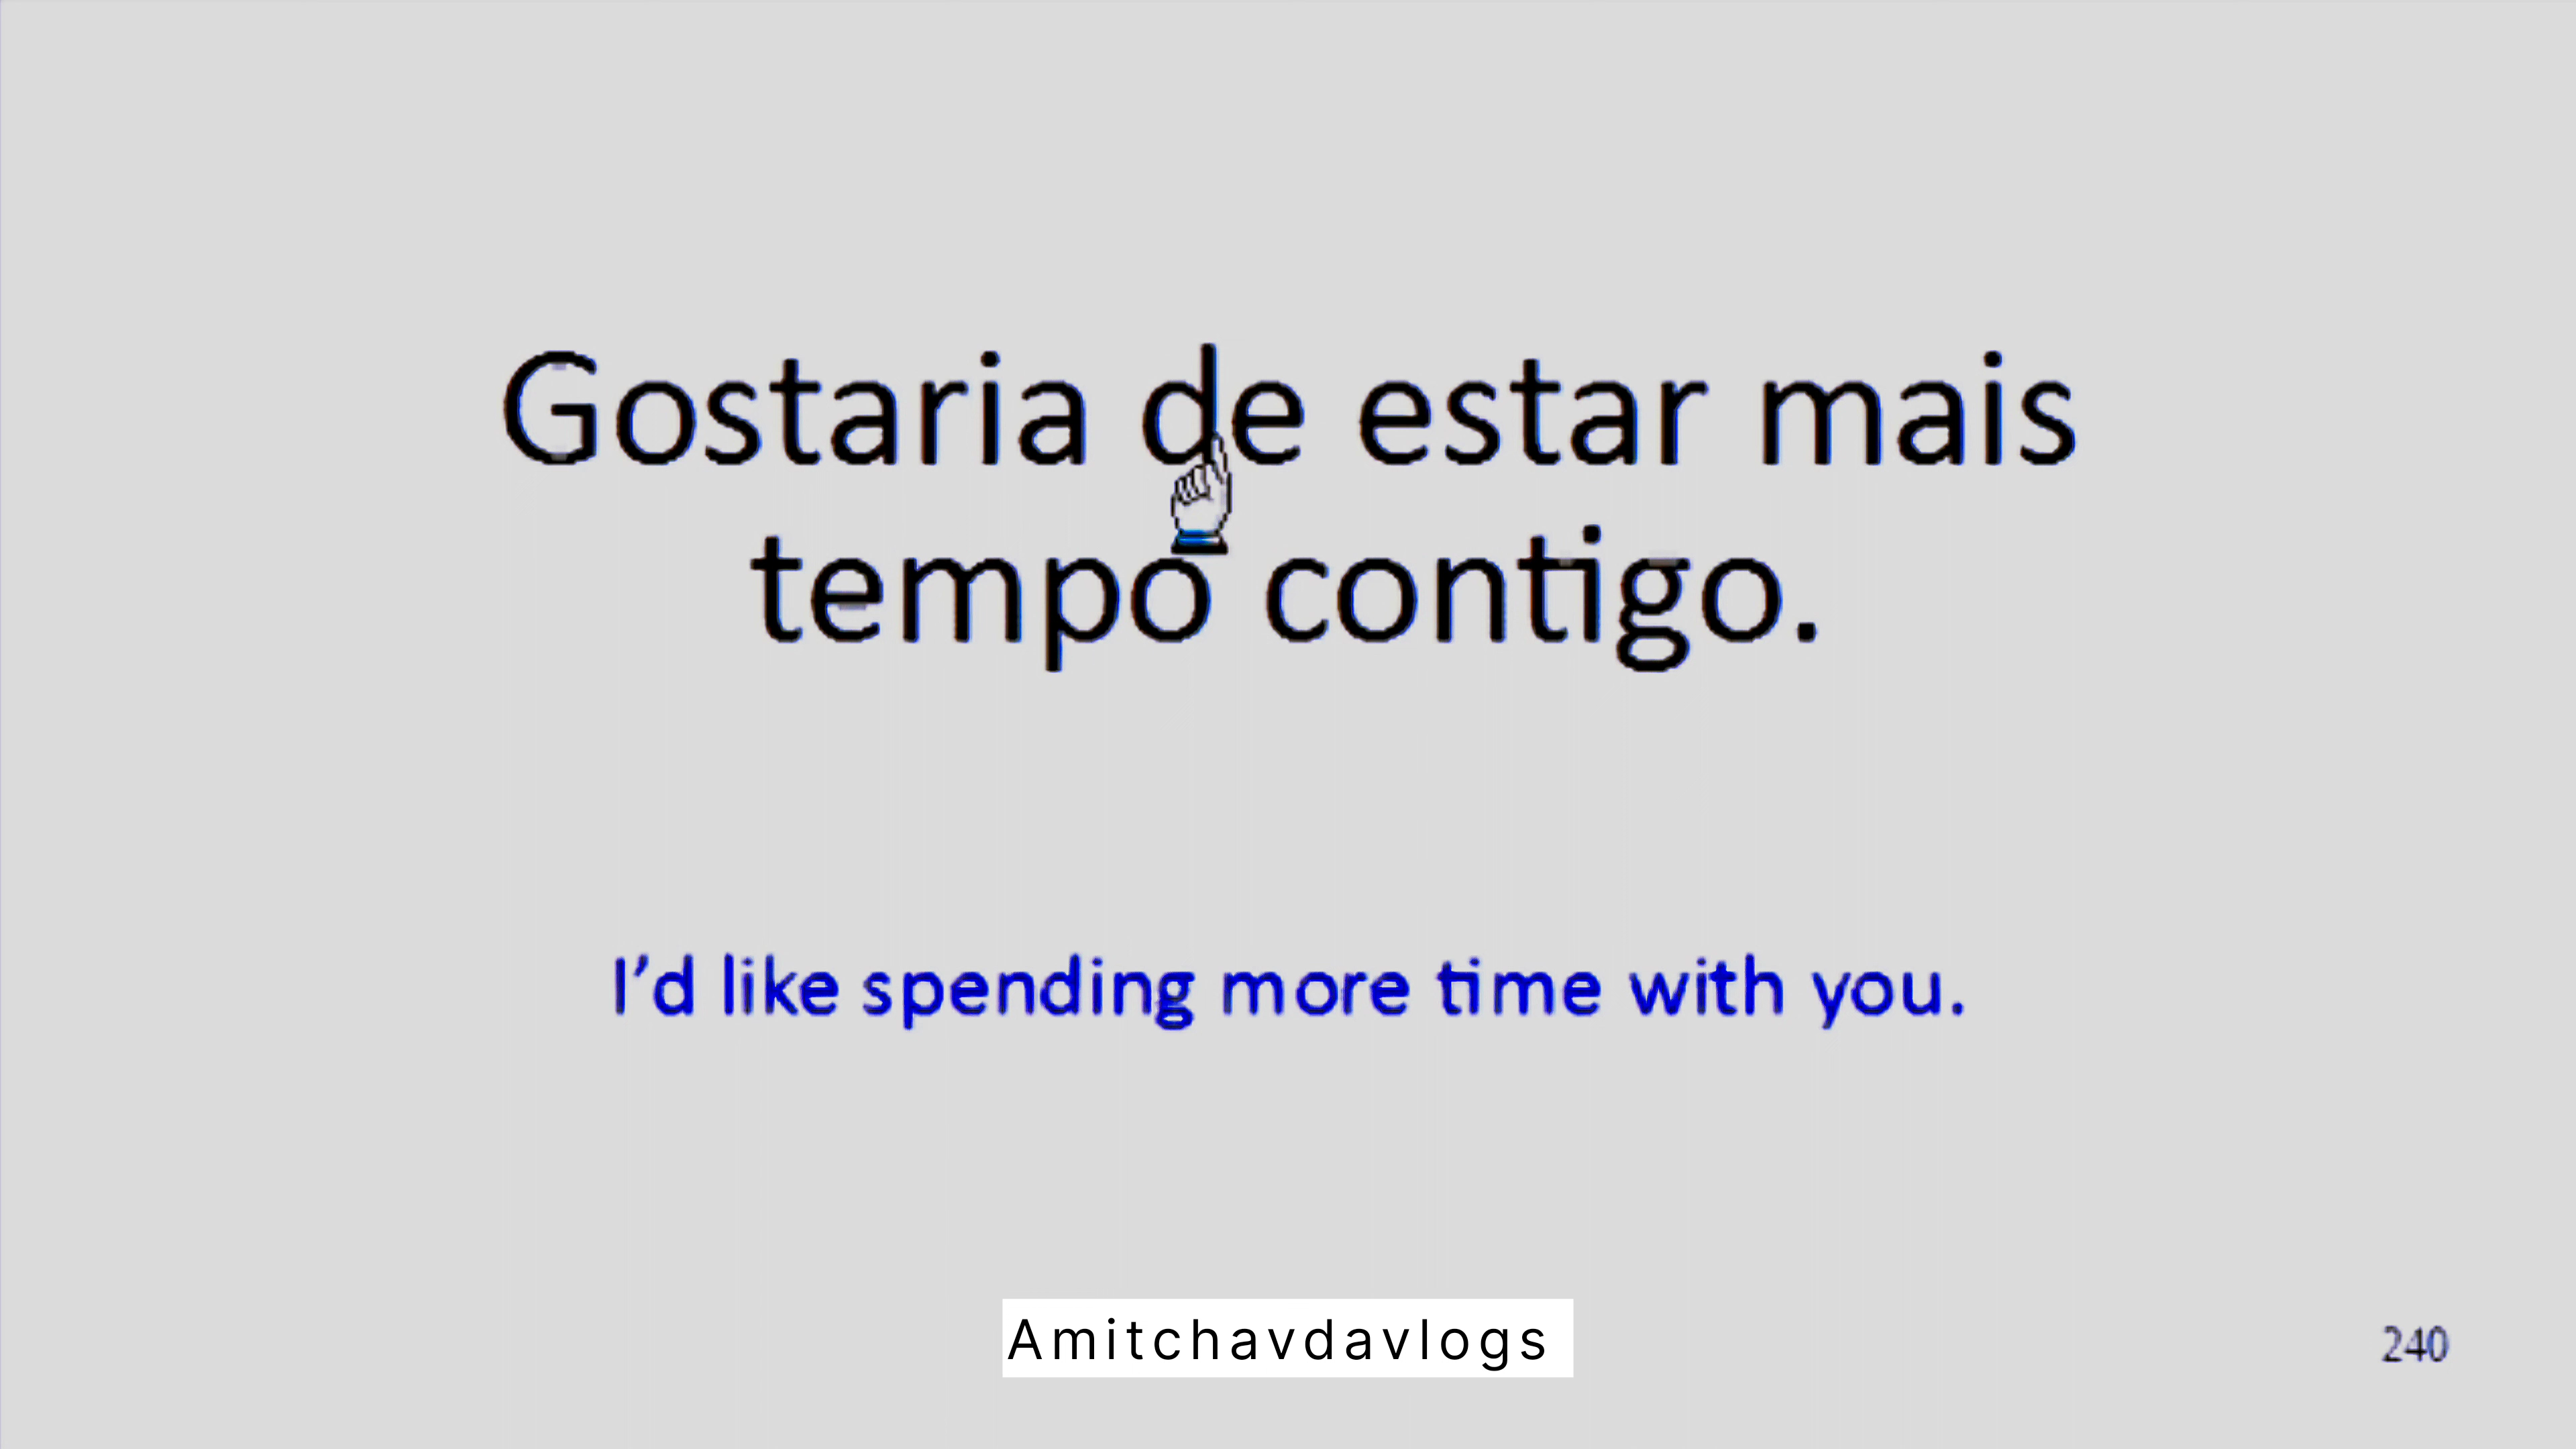 Gostaria de estar mais
tempo contigo.
I'd like spending more time with you.
Amitchavdavlogs
240